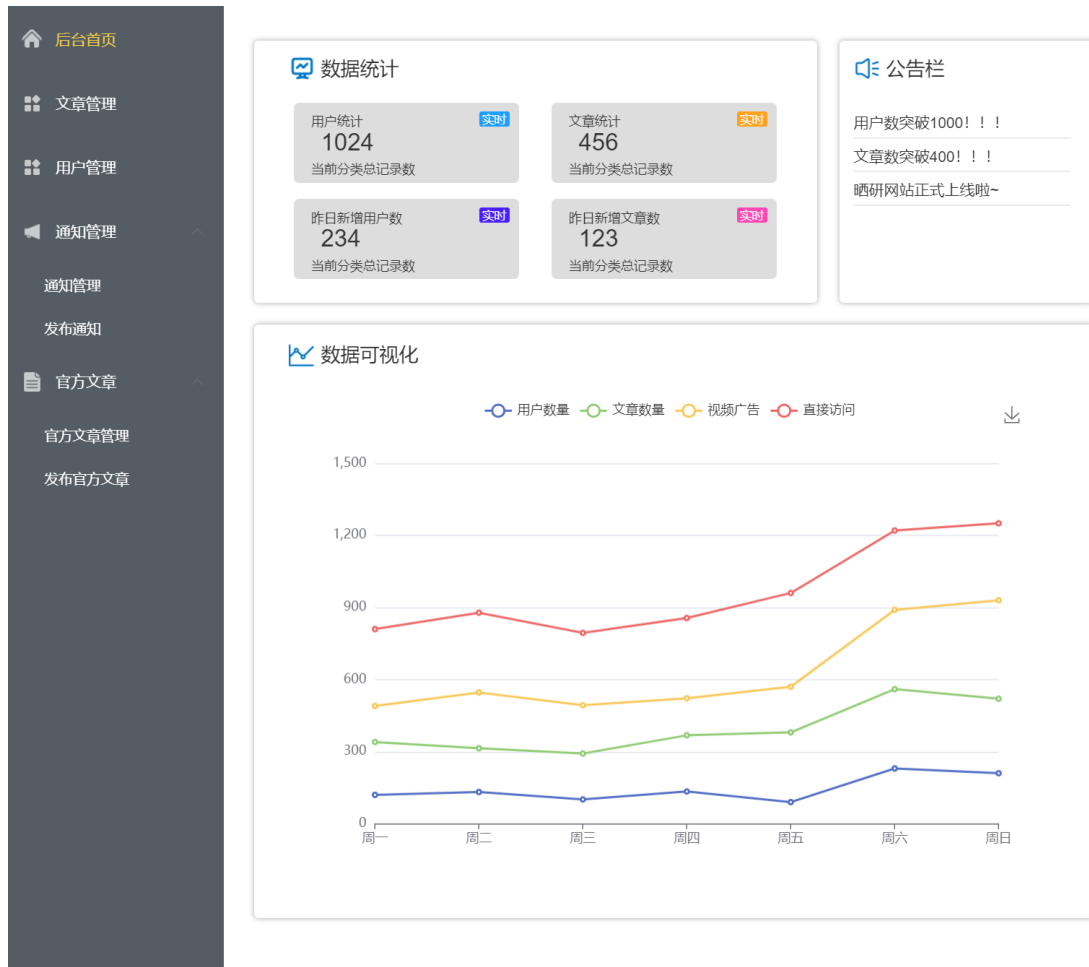 后台首页
文章管理
用户管理
通知管理
通知管理
发布通知
官方文章
官方文章管理
发布官方文章
数据统计
用户统计 实时
1024
当前分类总记录数
文章统计 实时
456
当前分类总记录数
昨日新增用户数 实时
234
当前分类总记录数
昨日新增文章数 实时
123
当前分类总记录数
公告栏
用户数突破1000！！！
文章数突破400！！！
晒研网站正式上线啦~
数据可视化
用户数量 文章数量 视频广告 直接访问
1,500
1,200
900
600
300
0
周一 周二 周三 周四 周五 周六 周日